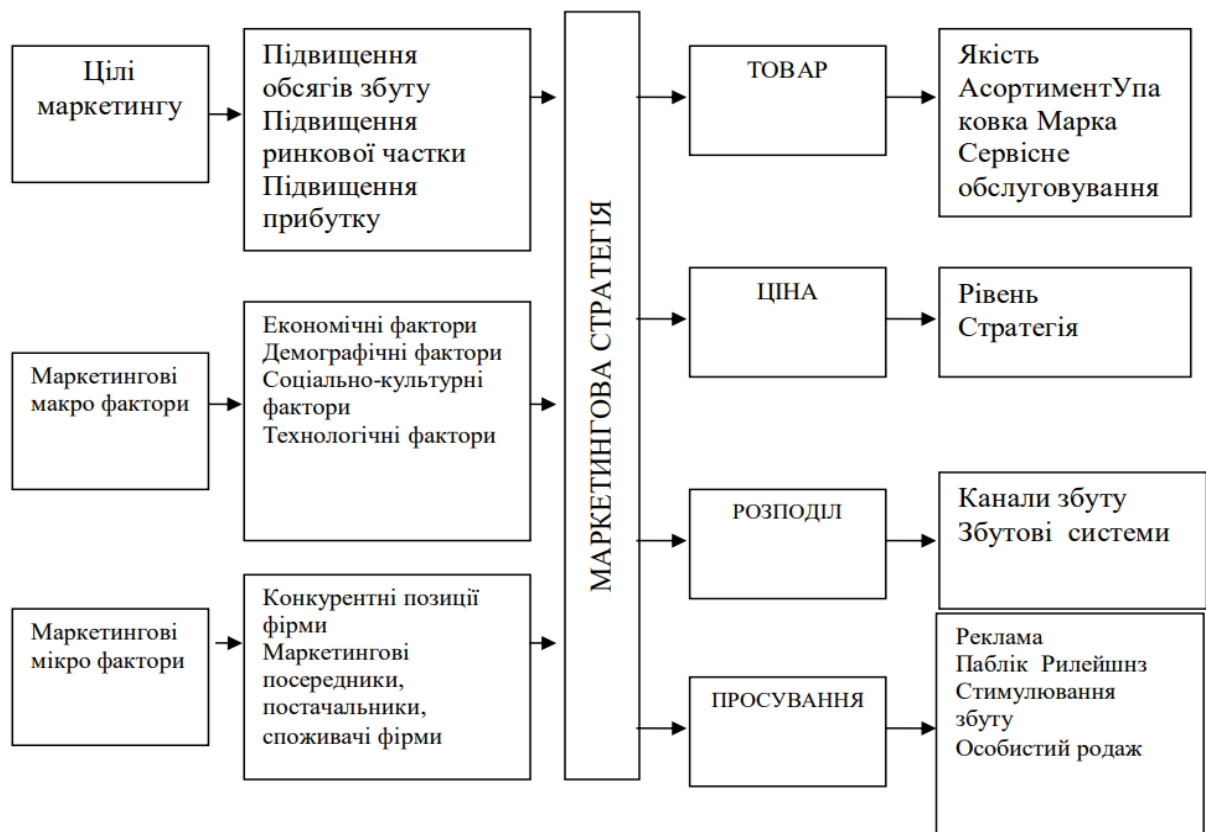 Цілі
маркетингу
Підвищення
обсягів збуту
Підвищення
ринкової частки
Підвищення
прибутку
Маркетингові
макро фактори
Економічні фактори
Демографічні фактори
Соціально-культурні
фактори
Технологічні фактори
Маркетингові
мікро фактори
Конкурентні позиції
фірми
Маркетингові
посередники,
постачальники,
споживачі фірми
МАРКЕТИНГОВА СТРАТЕГІЯ
ТОВАР
Якість
АсортиментУпа
ковка Марка
Сервісне
обслуговування
ЦІНА
Рівень
Стратегія
РОЗПОДІЛ
Канали збуту
Збутові системи
ПРОСУВАННЯ
Реклама
Паблік Рилейшнз
Стимулювання
збуту
Особистий родаж